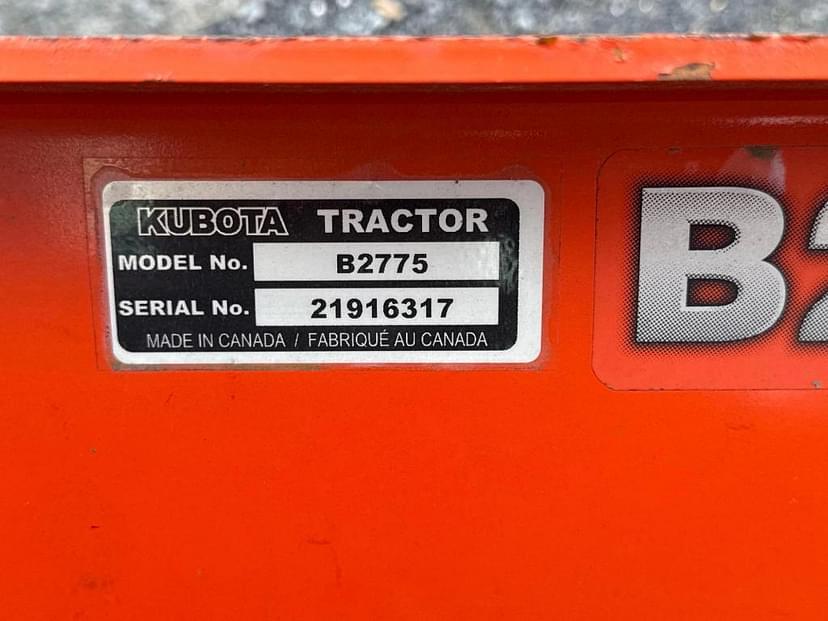 KUBOTA TRACTOR
MODEL No. B2775
SERIAL No. 21916317
MADE IN CANADA / FABRIQUÉ AU CANADA
B2